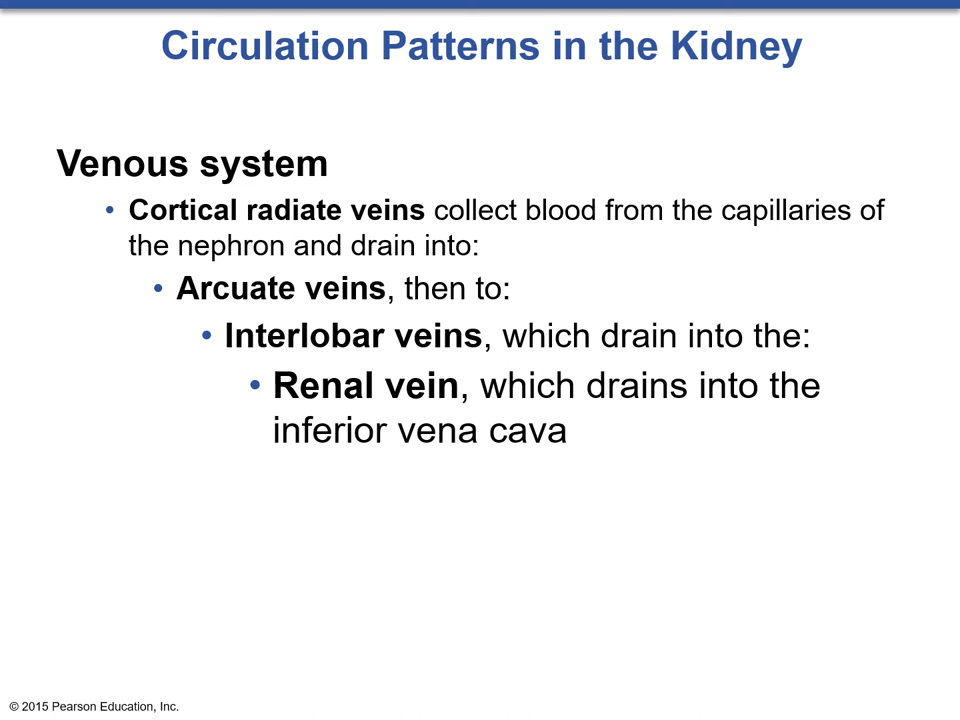 Circulation Patterns in the Kidney
Venous system
• Cortical radiate veins collect blood from the capillaries of
the nephron and drain into:
• Arcuate veins, then to:
• Interlobar veins, which drain into the:
• Renal vein, which drains into the
inferior vena cava
© 2015 Pearson Education, Inc.